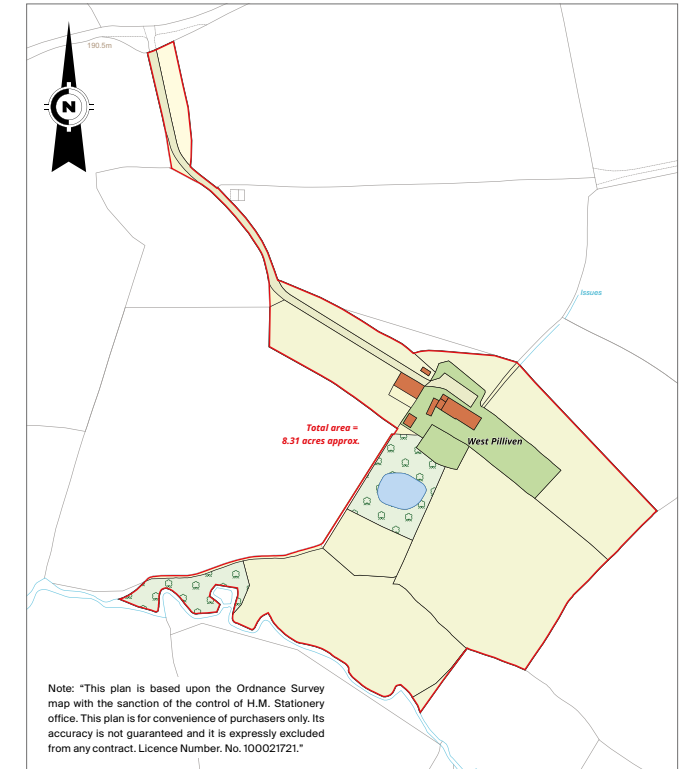 190.5m
N
Issues
Total area =
8.31 acres approx.
West Pilliven
Note: “This plan is based upon the Ordnance Survey
map with the sanction of the control of H.M. Stationery
office. This plan is for convenience of purchasers only. Its
accuracy is not guaranteed and it is expressly excluded
from any contract. Licence Number. No. 100021721.”